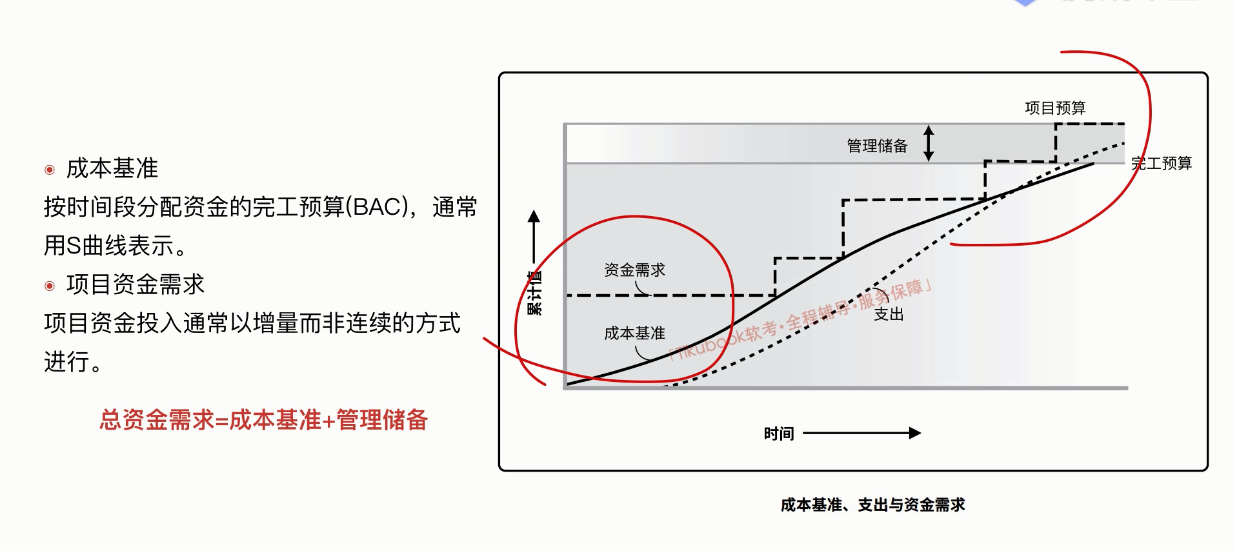 ◉ 成本基准
按时间段分配资金的完工预算(BAC)，通常
用S曲线表示。
◉ 项目资金需求
项目资金投入通常以增量而非连续的方式
进行。
总资金需求=成本基准+管理储备
项目预算
管理储备
完工预算
累计值
资金需求
成本基准
支出
「Tikubook软考•全程辅导•服务保障」
时间
成本基准、支出与资金需求